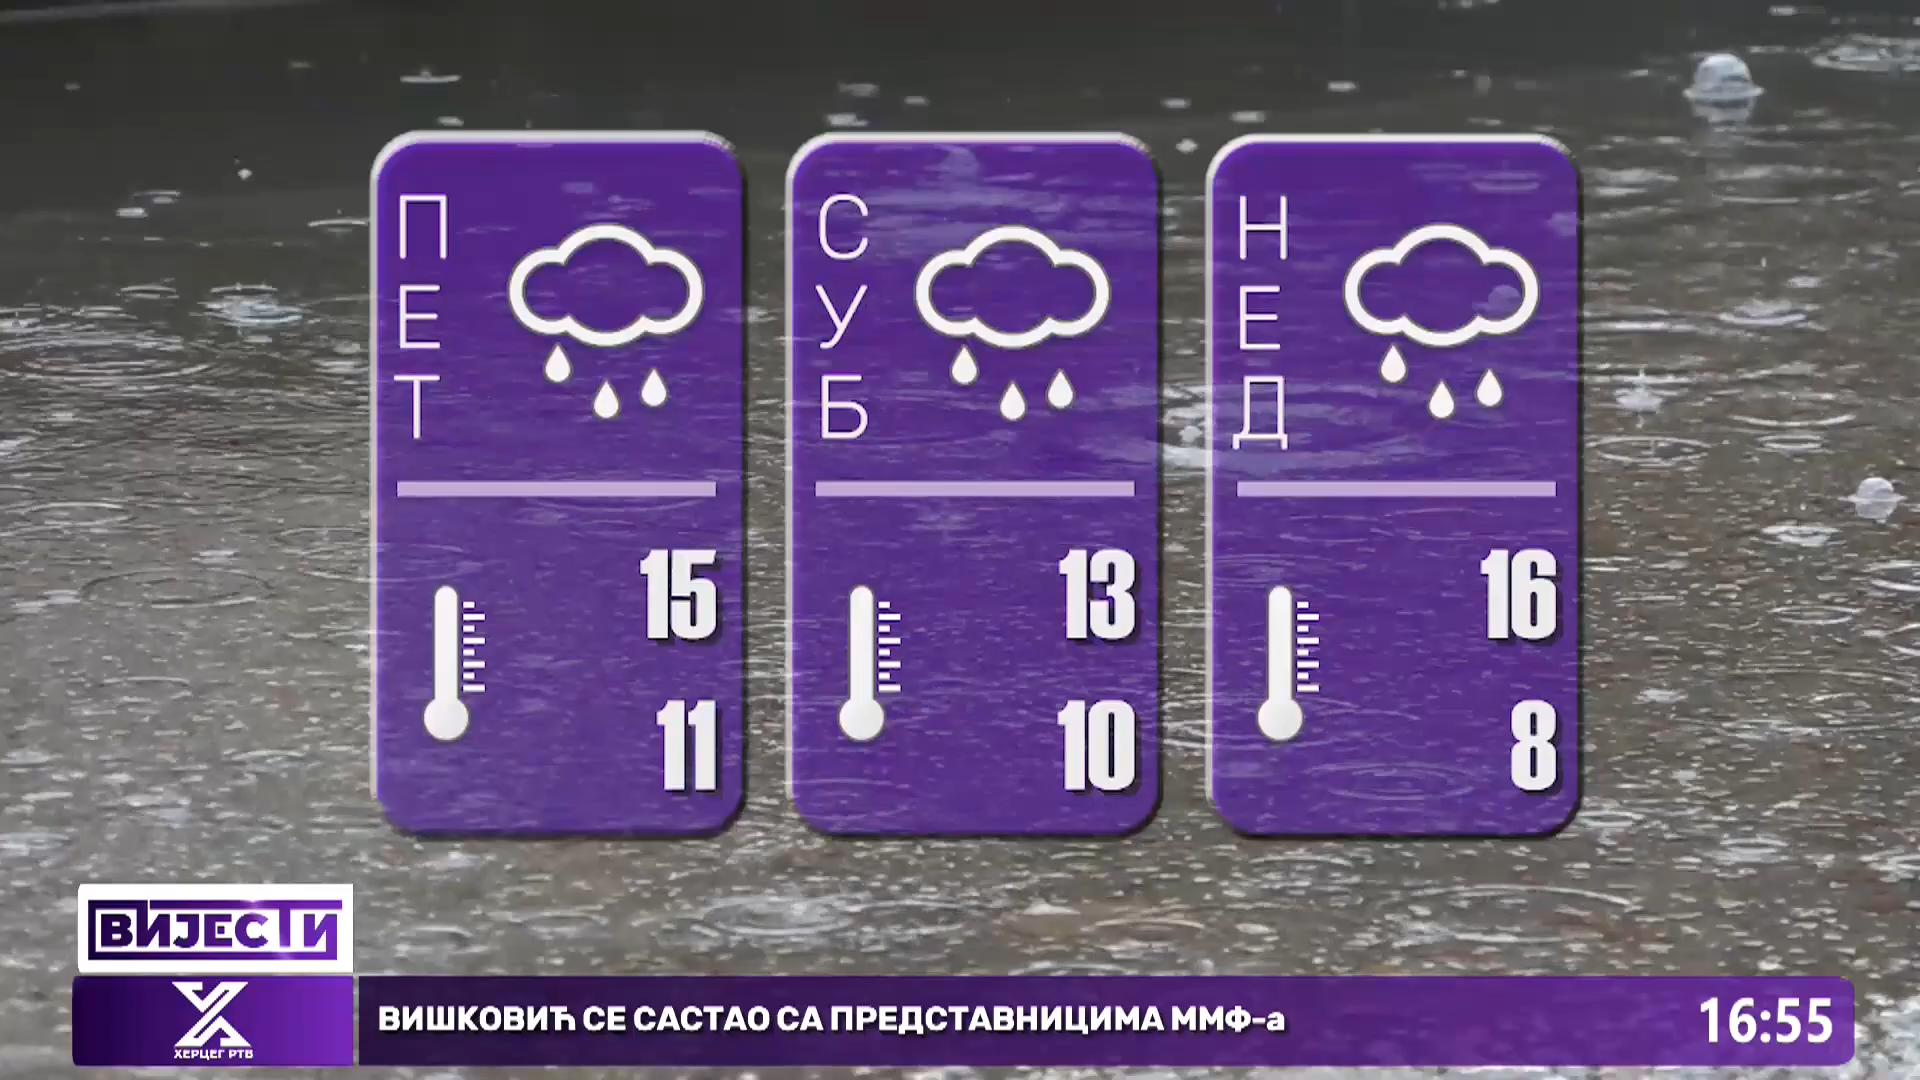 ПЕТ
15
11
СУБ
13
10
НЕД
16
8
ВИЈЕСТИ
ХЕРЦЕГ РТВ
ВИШКОВИЋ СЕ САСТАО СА ПРЕДСТАВНИЦИМА ММФ-а
16:55